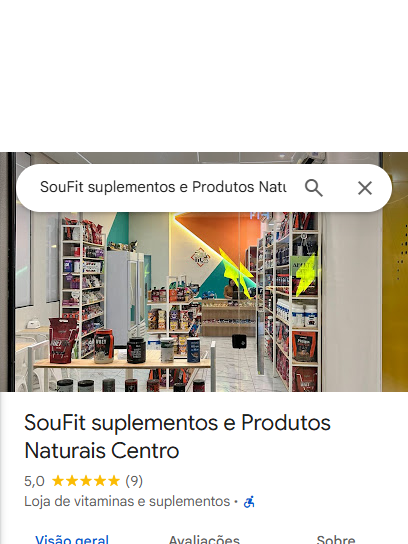 SouFit suplementos e Produtos Natu
SouFit suplementos e Produtos
Naturais Centro
5,0 ★★★★★ (9)
Loja de vitaminas e suplementos ·
Visão geral
Avaliações
Sobre